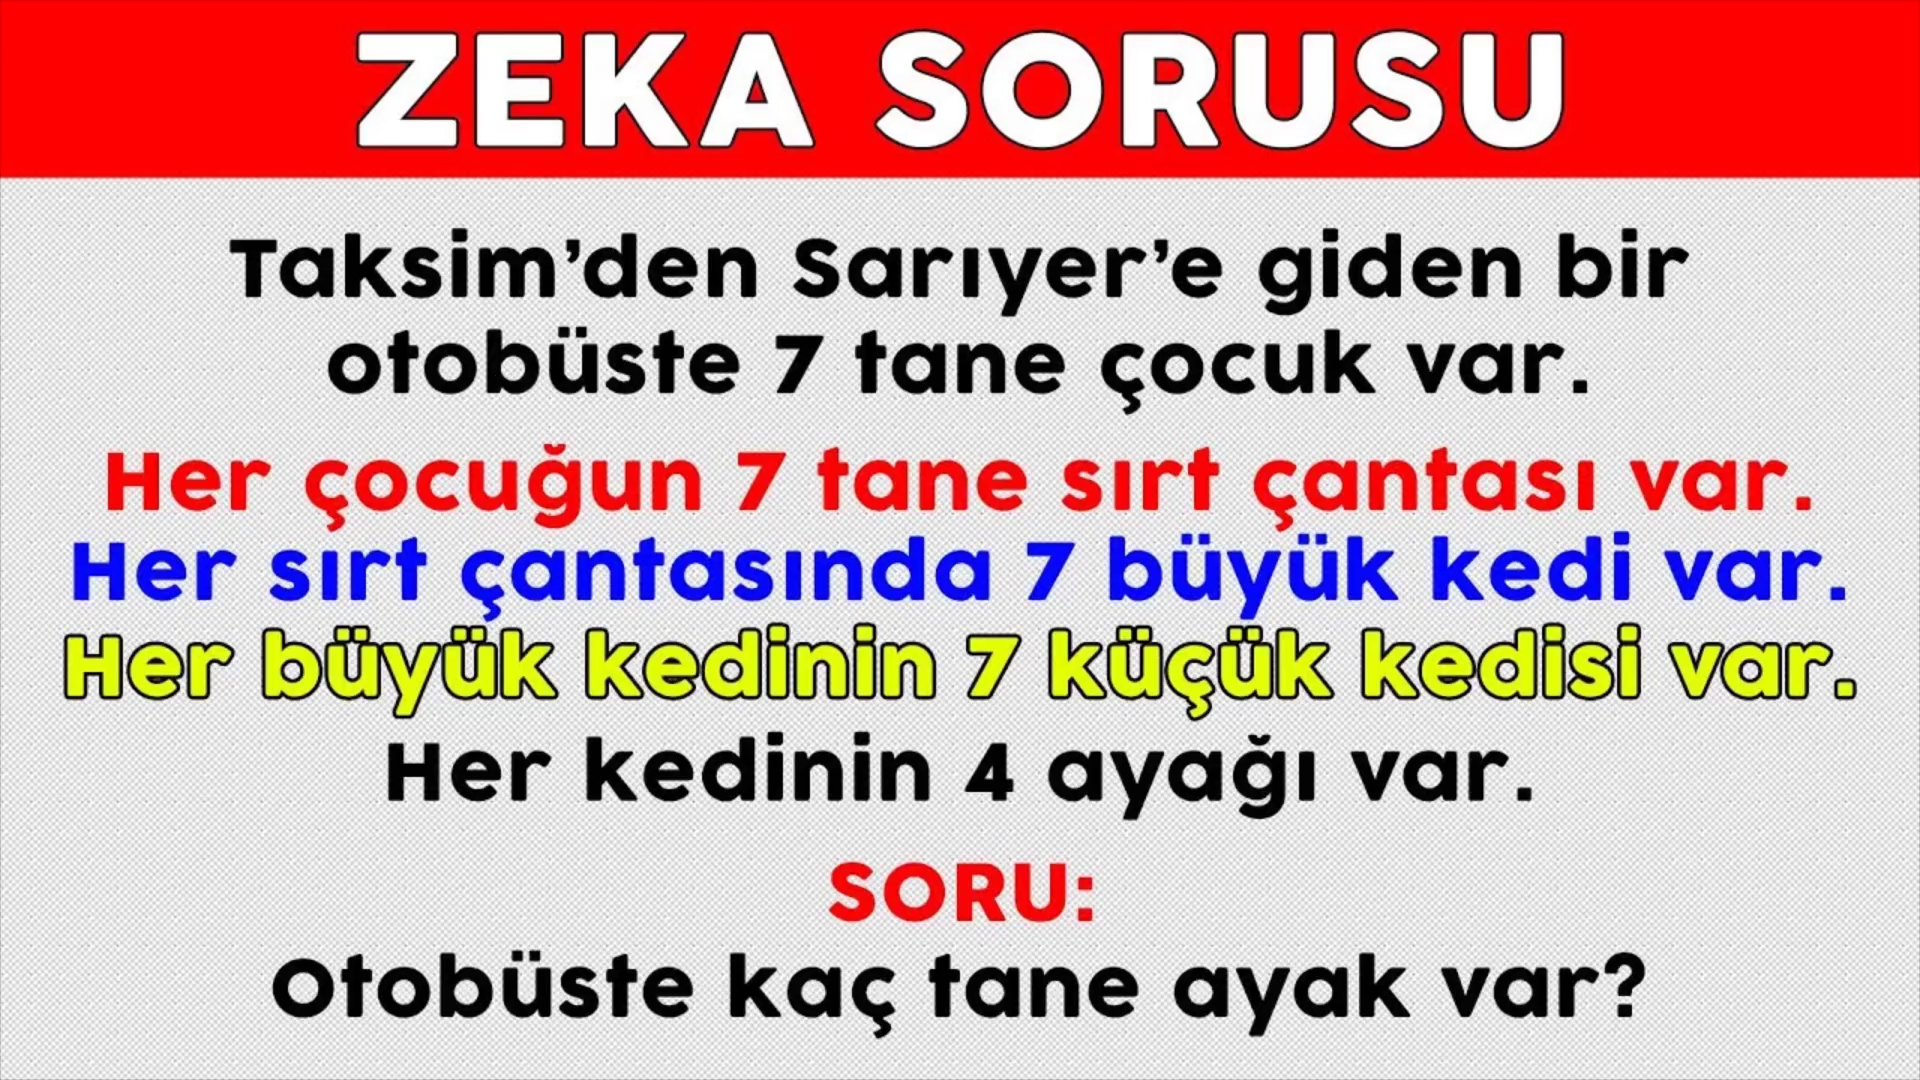 ZEKA SORUSU
Taksim'den Sarıyer'e giden bir
otobüste 7 tane çocuk var.
Her çocuğun 7 tane sırt çantası var.
Her sırt çantasında 7 büyük kedi var.
Her büyük kedinin 7 küçük kedisi var.
Her kedinin 4 ayağı var.
SORU:
Otobüste kaç tane ayak var?